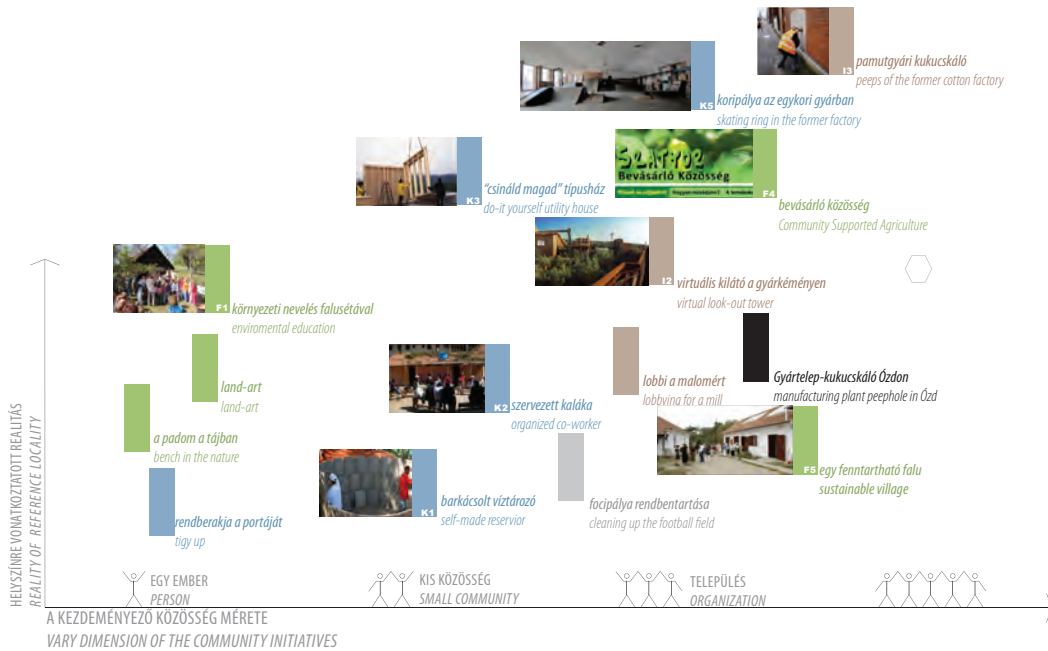 I3
pamutgyári kukucskáló
peeps of the former cotton factory
K5
koripálya az egykori gyárban
skating ring in the former factory
SZATYOR
Bevásárló Közösség
F4
bevásárló közösség
Community Supported Agriculture
K3
"csináld magad" típusház
do-it yourself utility house
I2
virtuális kilátó a gyárkéményen
virtual look-out tower
F1
környezeti nevelés falusétával
enviromental education
land-art
land-art
a padom a tájban
bench in the nature
rendberakja a portáját
tigy up
K2
szervezett kaláka
organized co-worker
K1
barkácsolt víztározó
self-made reservior
lobbi a malomért
lobbying for a mill
Gyártelep-kukucskáló Ózdon
manufacturing plant peephole in Ózd
F5
egy fenntartható falu
sustainable village
focipálya rendbentartása
cleaning up the football field
HELYSZÍNRE VONATKOZTATOTT REALITÁS
REALITY OF REFERENCE LOCALITY
EGY EMBER
PERSON
KIS KÖZÖSSÉG
SMALL COMMUNITY
TELEPÜLÉS
ORGANIZATION
A KEZDEMÉNYEZŐ KÖZÖSSÉG MÉRETE
VARY DIMENSION OF THE COMMUNITY INITIATIVES